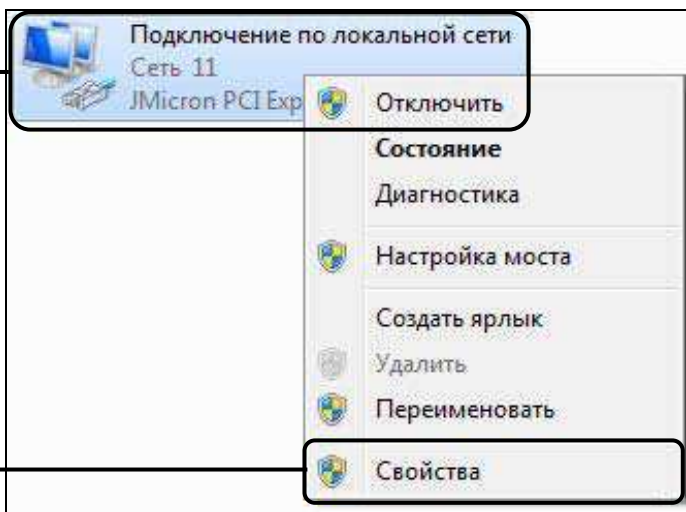 Подключение по локальной сети
Сеть 11
JMicron PCI Exp
Отключить
Состояние
Диагностика
Настройка моста
Создать ярлык
Удалить
Переименовать
Свойства